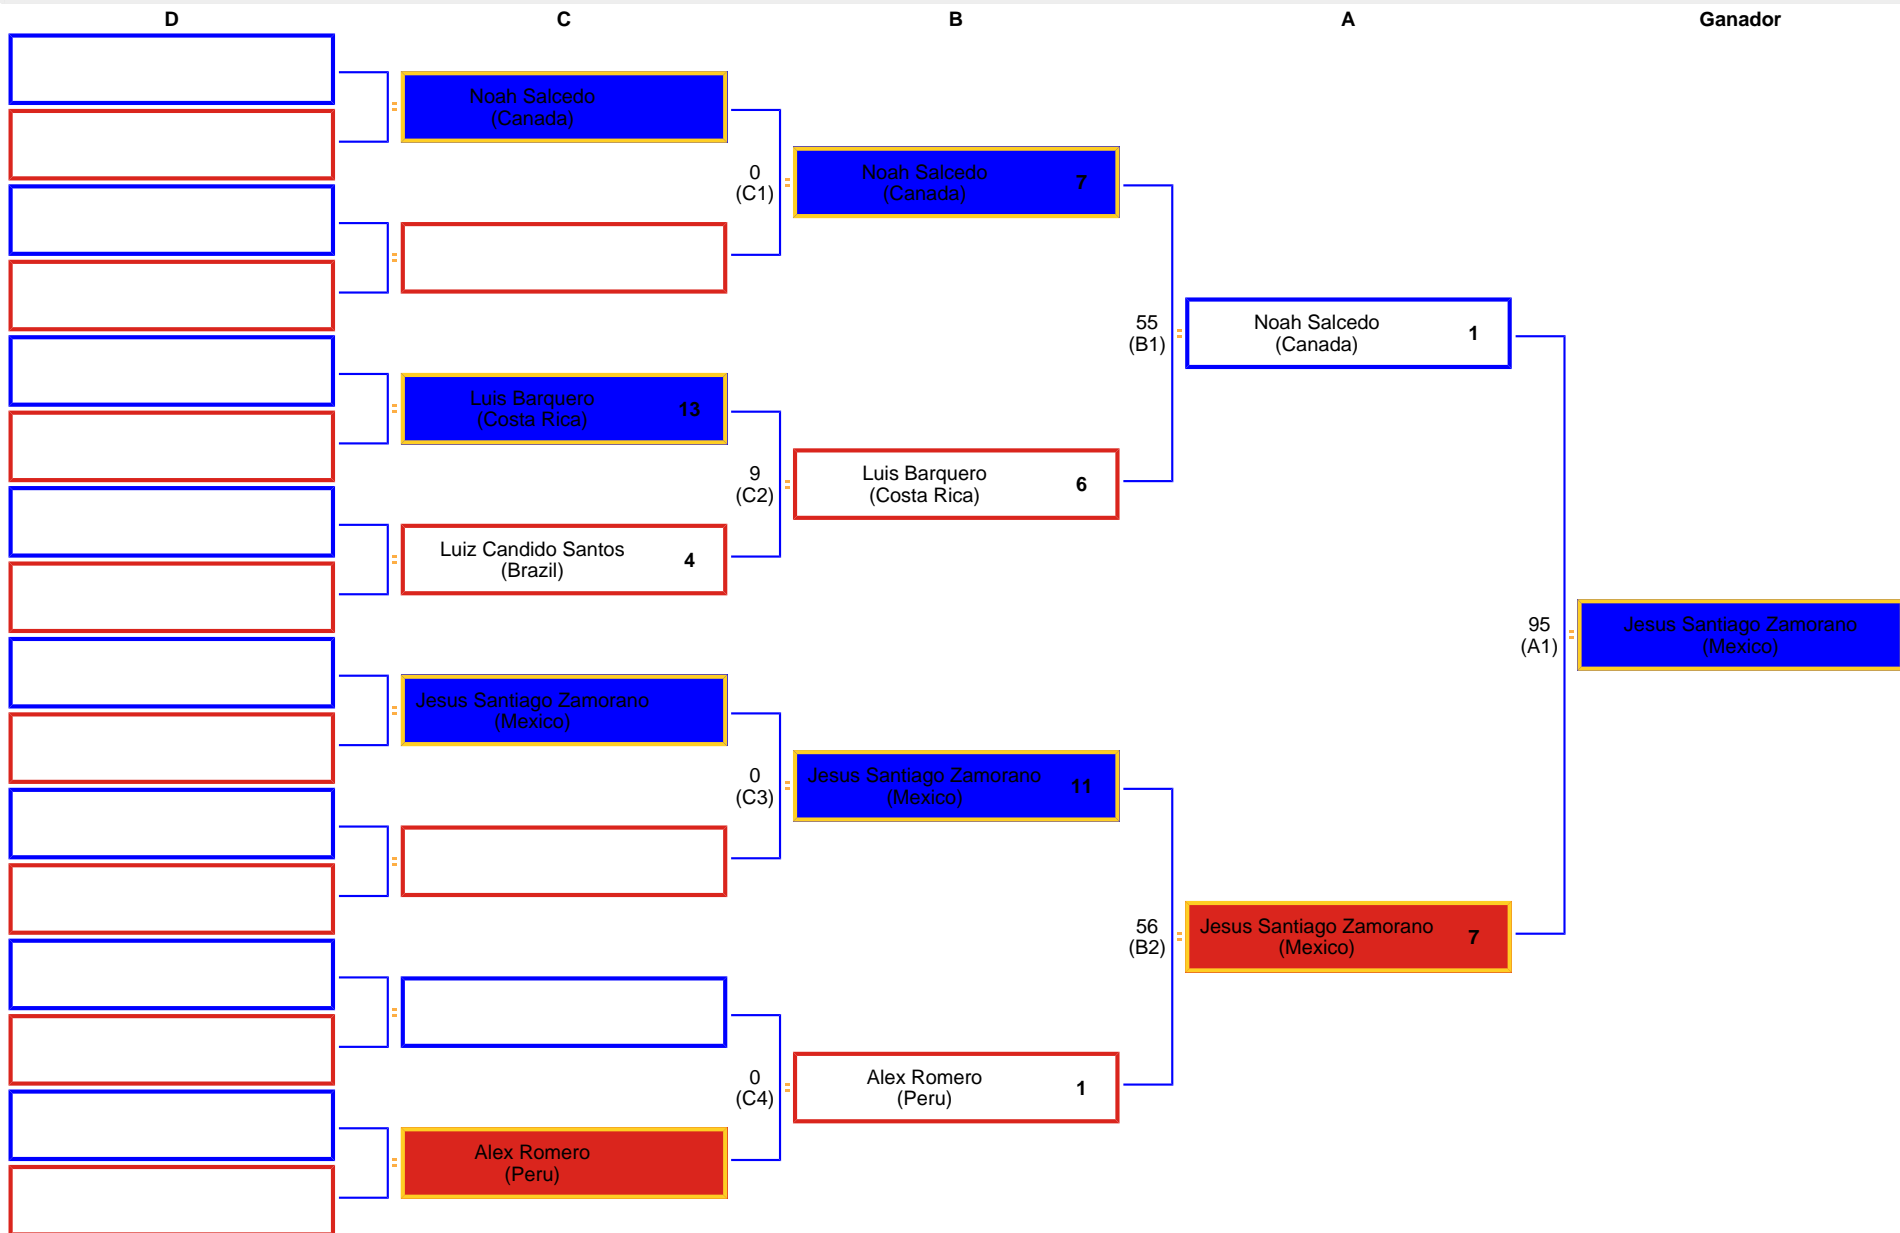 D
C
B
A
Ganador
Noah Salcedo
(Canada)
0
(C1)
Noah Salcedo
(Canada)
7
Luis Barquero
(Costa Rica)
13
9
(C2)
Luis Barquero
(Costa Rica)
6
Luiz Candido Santos
(Brazil)
4
55
(B1)
Noah Salcedo
(Canada)
1
Jesus Santiago Zamorano
(Mexico)
0
(C3)
Jesus Santiago Zamorano
(Mexico)
11
Alex Romero
(Peru)
0
(C4)
Alex Romero
(Peru)
1
56
(B2)
Jesus Santiago Zamorano
(Mexico)
7
95
(A1)
Jesus Santiago Zamorano
(Mexico)